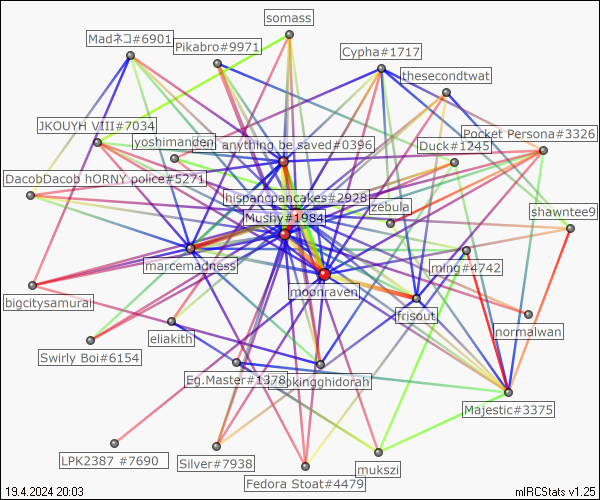 somass
Madネコ#6901
Pikabro#9971
Cypha#1717
thesecondtwat
JKOUYH VIII#7034
yoshimanden
anything be saved#0396
Duck#1245
Pocket Persona#3326
DacobDacob hORNY police#5271
hispancpancakes#2928
Mushy#1984
zebula
shawntee9
marcemadness
ming#4742
moonraven
bigcitysamurai
frisout
normalwan
eliakith
Swirly Boi#6154
Eg.Master#1378
okingghidorah
Majestic#3375
LPK2387 #7690
Silver#7938
mukszi
Fedora Stoat#4479
19.4.2024 20:03
mIRCStats v1.25